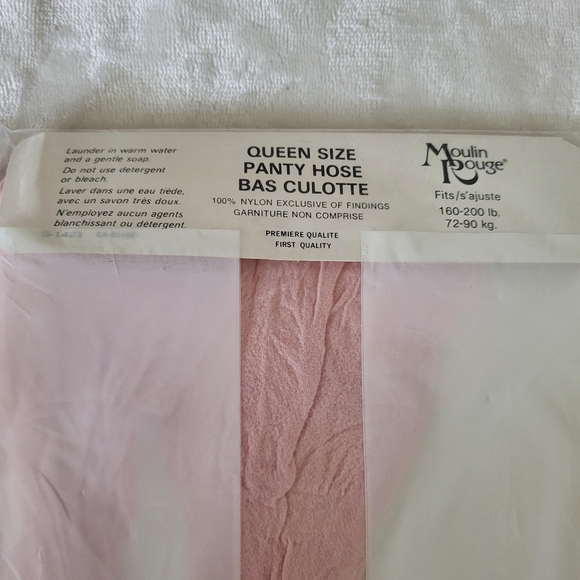 Launder in warm water
and a gentle soap.
Do not use detergent
or bleach.
Laver dans une eau tiède,
avec un savon très doux.
N'employez aucun agents
blanchissant ou détergent.
QUEEN SIZE
PANTY HOSE
BAS CULOTTE
100% NYLON EXCLUSIVE OF FINDINGS
GARNITURE NON COMPRISE
PREMIERE QUALITE
FIRST QUALITY
Moulin
Rouge®
Fits/s'ajuste
160-200 lb.
72-90 kg.